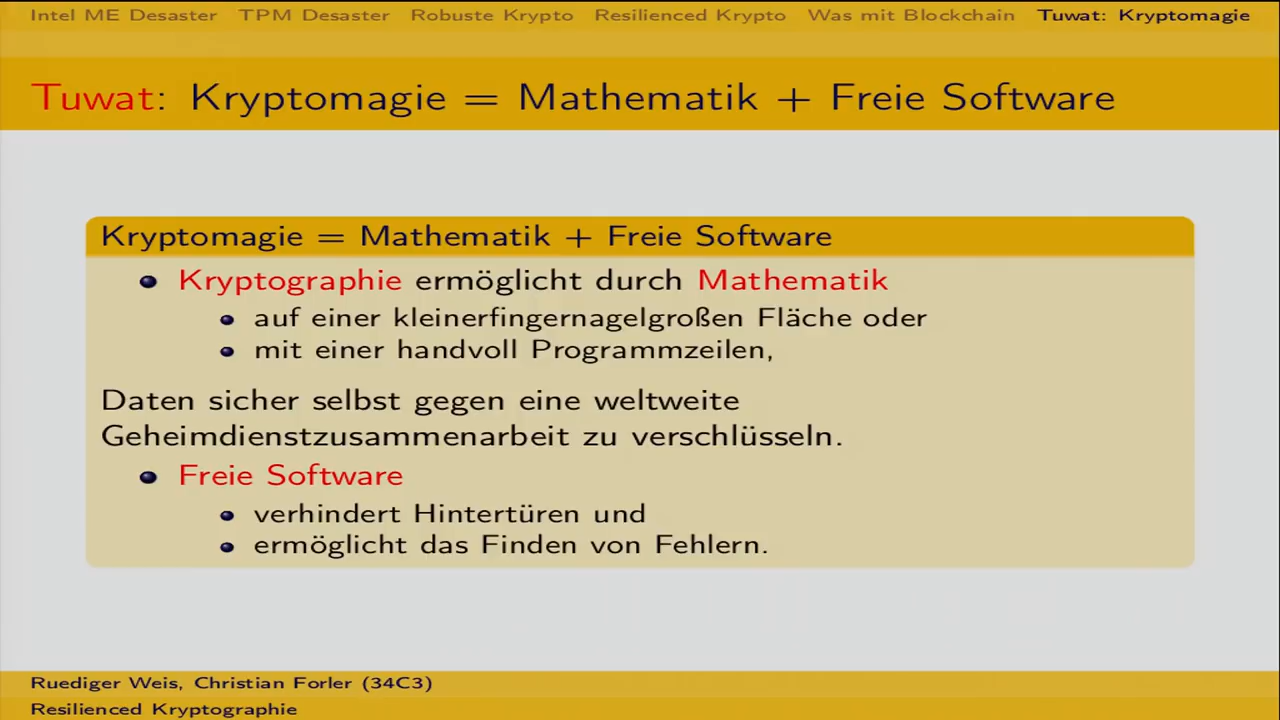 Intel ME Desaster TPM Desaster Robuste Krypto Resilienced Krypto Was mit Blockchain Tuwat: Kryptomagie
Tuwat: Kryptomagie = Mathematik + Freie Software
Kryptomagie = Mathematik + Freie Software
Kryptographie ermöglicht durch Mathematik
auf einer kleinerfingernagelgroßen Fläche oder
mit einer handvoll Programmzeilen,
Daten sicher selbst gegen eine weltweite
Geheimdienstzusammenarbeit zu verschlüsseln.
Freie Software
verhindert Hintertüren und
ermöglicht das Finden von Fehlern.
Ruediger Weis, Christian Forler (34C3)
Resilienced Kryptographie